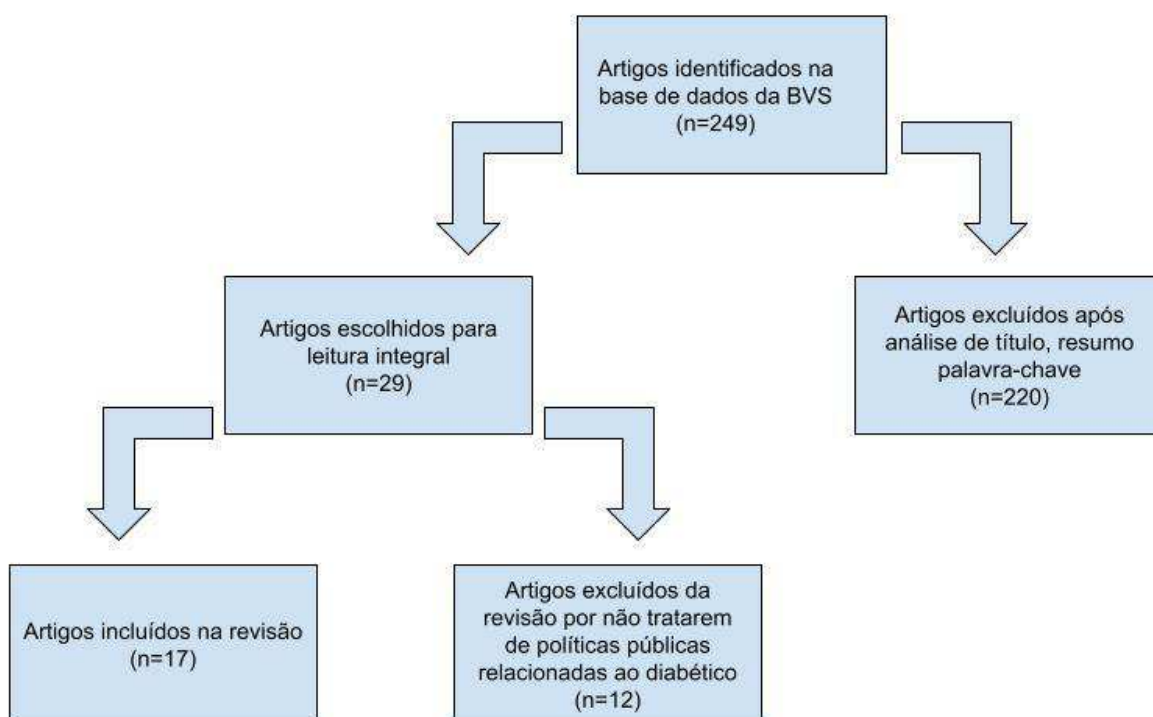 Artigos identificados na
base de dados da BVS
(n=249)
Artigos escolhidos para
leitura integral
(n=29)
Artigos excluídos após
análise de título, resumo
palavra-chave
(n=220)
Artigos incluídos na revisão
(n=17)
Artigos excluídos da
revisão por não tratarem
de políticas públicas
relacionadas ao diabético
(n=12)